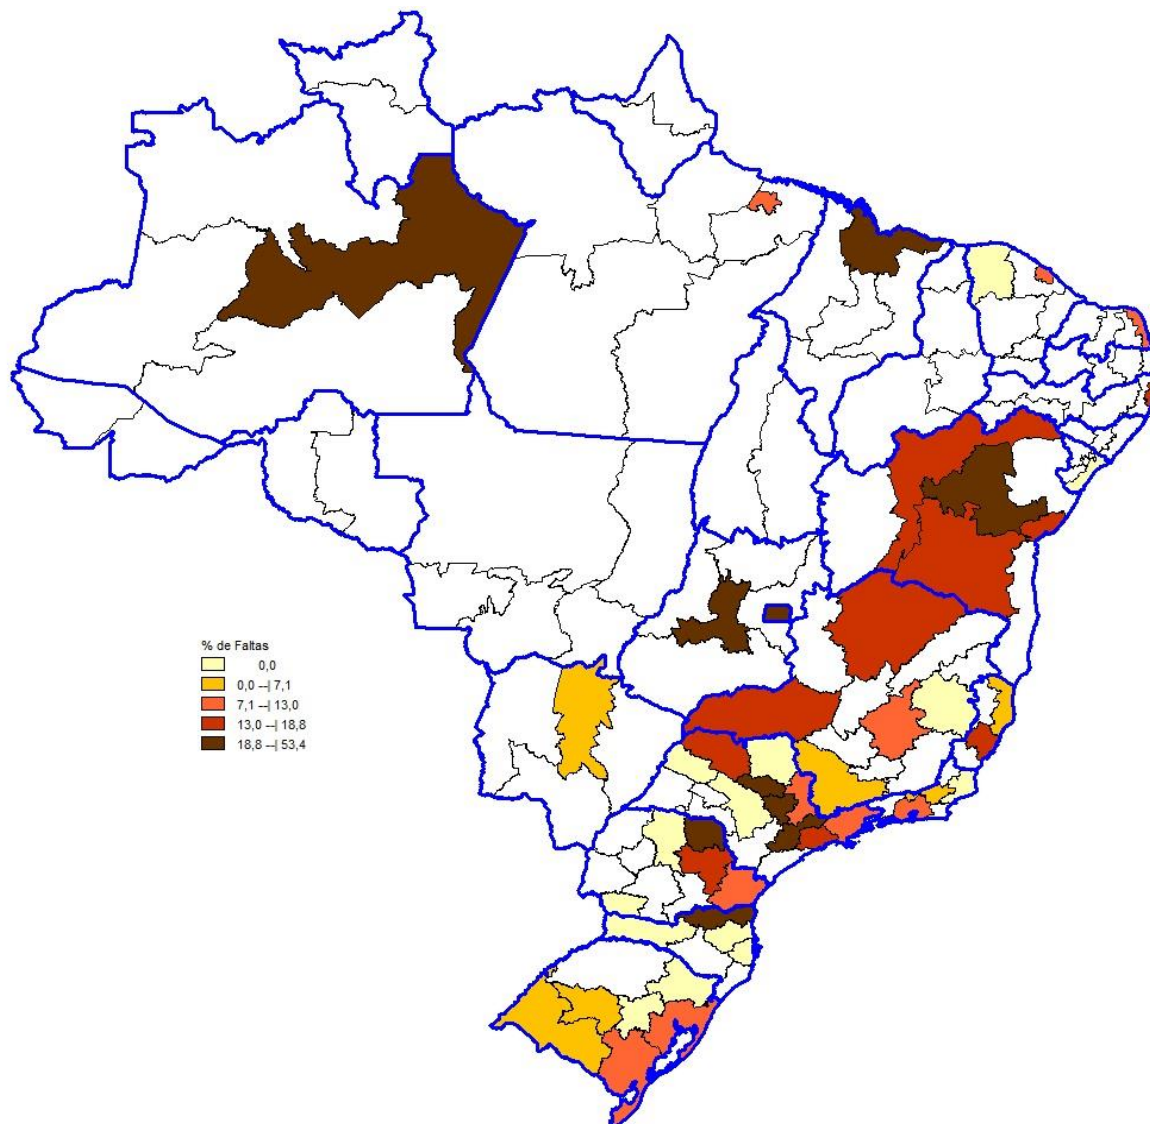 % de Faltas
0,0
0,0 --| 7,1
7,1 --| 13,0
13,0 --| 18,8
18,8 --| 53,4